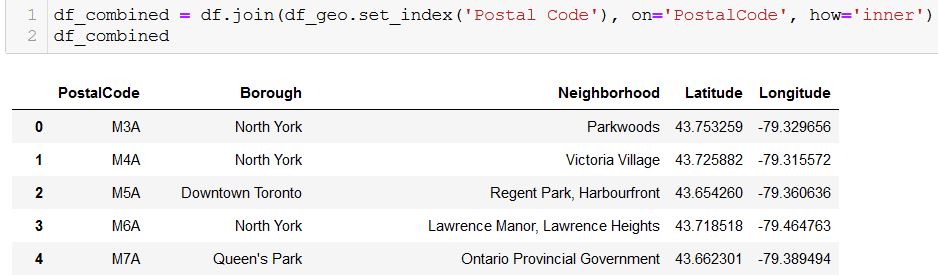 1 df_combined = df.join(df_geo.set_index('Postal Code'), on='PostalCode', how='inner')
2 df_combined
PostalCode Borough Neighborhood Latitude Longitude
0 M3A North York Parkwoods 43.753259 -79.329656
1 M4A North York Victoria Village 43.725882 -79.315572
2 M5A Downtown Toronto Regent Park, Harbourfront 43.654260 -79.360636
3 M6A North York Lawrence Manor, Lawrence Heights 43.718518 -79.464763
4 M7A Queen's Park Ontario Provincial Government 43.662301 -79.389494